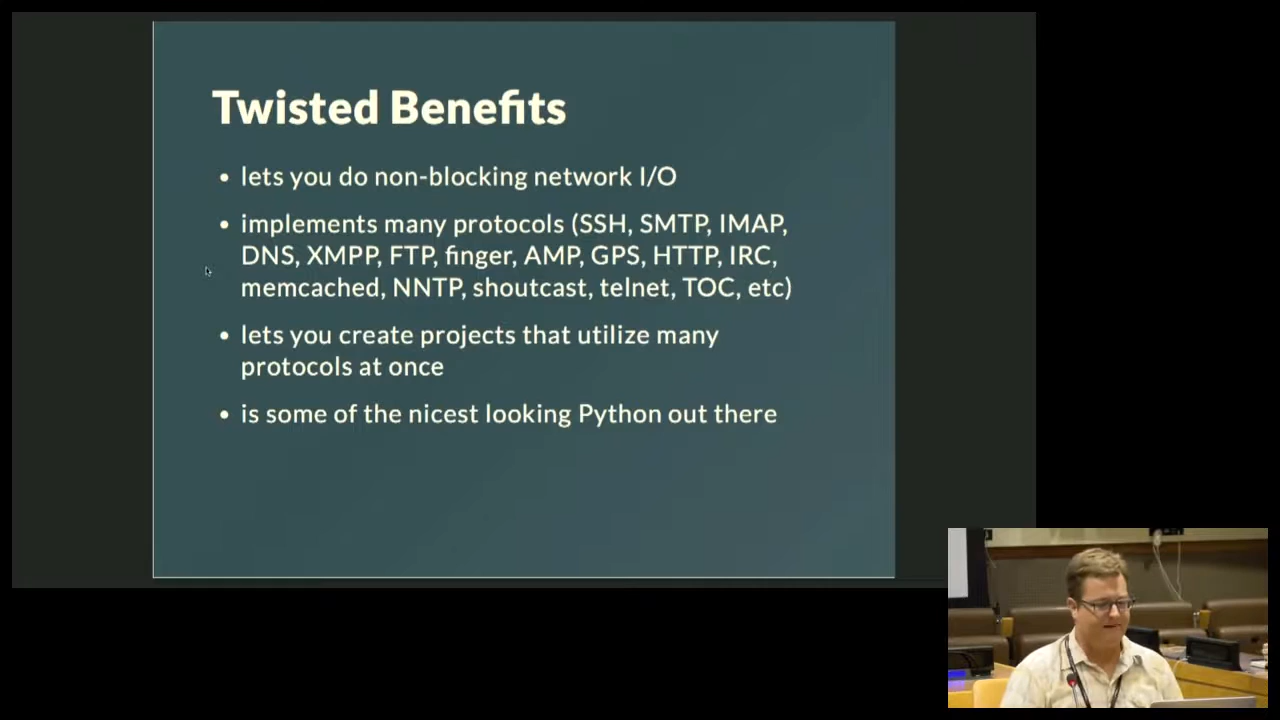 Twisted Benefits
• lets you do non-blocking network I/O
• implements many protocols (SSH, SMTP, IMAP,
DNS, XMPP, FTP, finger, AMP, GPS, HTTP, IRC,
memcached, NNTP, shoutcast, telnet, TOC, etc)
• lets you create projects that utilize many
protocols at once
• is some of the nicest looking Python out there